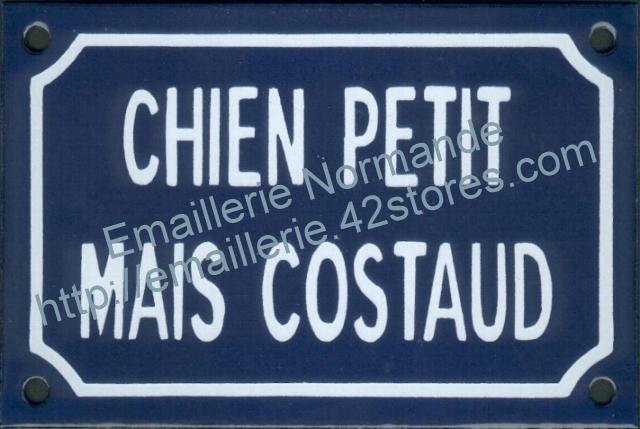 CHIEN PETIT
MAIS COSTAUD
Emaillerie Normande
http://emaillerie.42stores.com